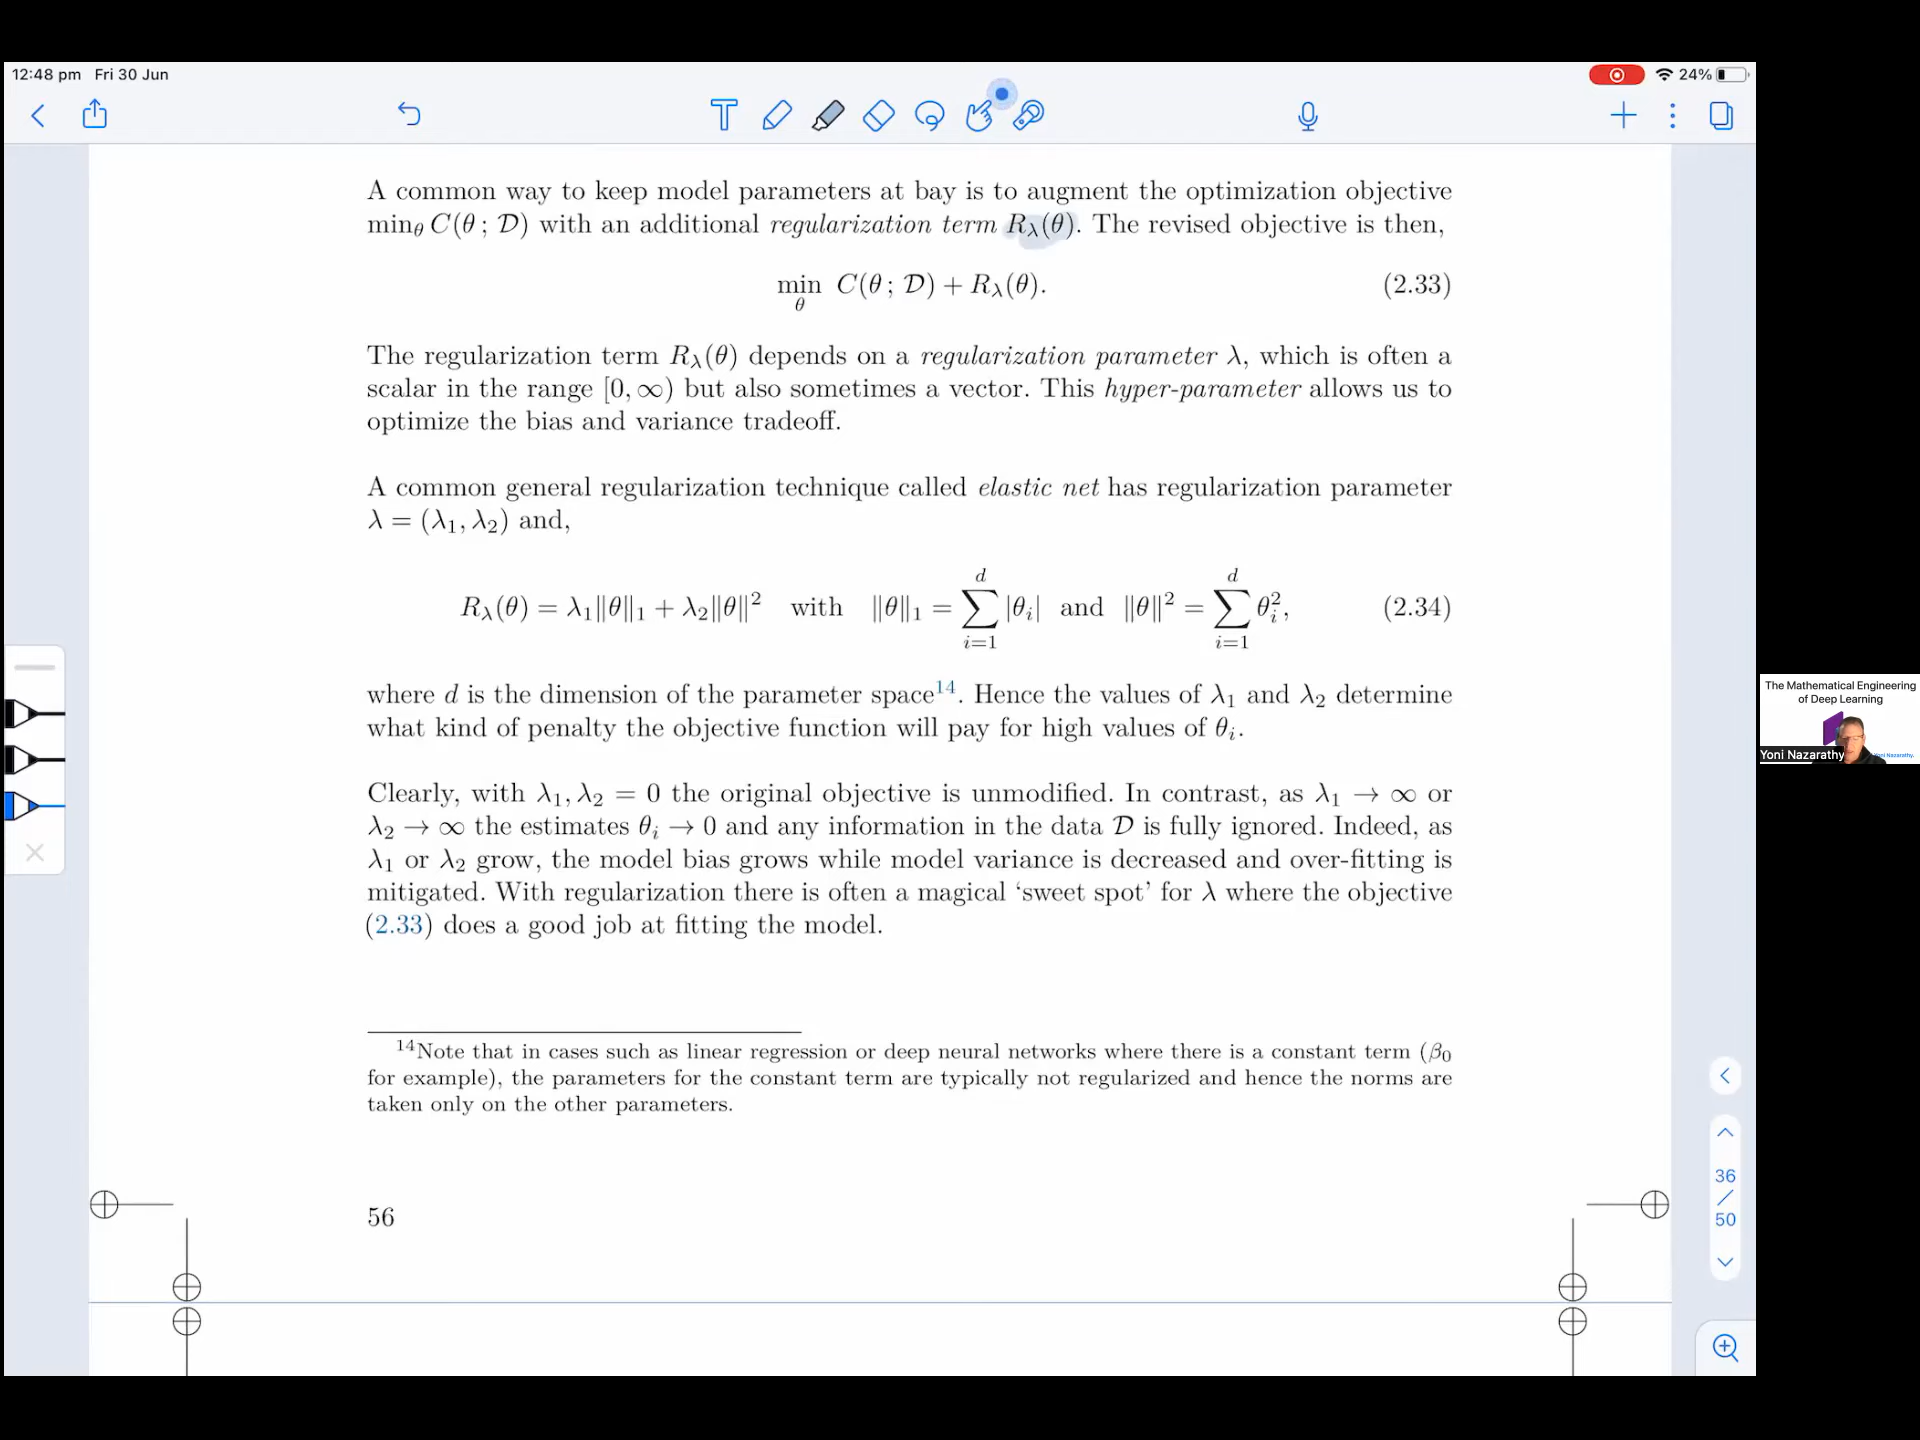 12:48 pm Fri 30 Jun
24%
A common way to keep model parameters at bay is to augment the optimization objective
min_θ C(θ ; 𝒟) with an additional regularization term R_λ(θ). The revised objective is then,
min_θ C(θ ; 𝒟) + R_λ(θ). (2.33)
The regularization term R_λ(θ) depends on a regularization parameter λ, which is often a
scalar in the range [0, ∞) but also sometimes a vector. This hyper-parameter allows us to
optimize the bias and variance tradeoff.
A common general regularization technique called elastic net has regularization parameter
λ = (λ₁, λ₂) and,
R_λ(θ) = λ₁‖θ‖₁ + λ₂‖θ‖² with ‖θ‖₁ = ∑_{i=1}^{d} |θ_i| and ‖θ‖² = ∑_{i=1}^{d} θ_i², (2.34)
where d is the dimension of the parameter space¹⁴. Hence the values of λ₁ and λ₂ determine
what kind of penalty the objective function will pay for high values of θ_i.
Clearly, with λ₁, λ₂ = 0 the original objective is unmodified. In contrast, as λ₁ → ∞ or
λ₂ → ∞ the estimates θ_i → 0 and any information in the data 𝒟 is fully ignored. Indeed, as
λ₁ or λ₂ grow, the model bias grows while model variance is decreased and over-fitting is
mitigated. With regularization there is often a magical ‘sweet spot’ for λ where the objective
(2.33) does a good job at fitting the model.
¹⁴Note that in cases such as linear regression or deep neural networks where there is a constant term (β₀
for example), the parameters for the constant term are typically not regularized and hence the norms are
taken only on the other parameters.
56
36
/
50
The Mathematical Engineering
of Deep Learning
Yoni Nazarathy
Yoni Nazarathy.